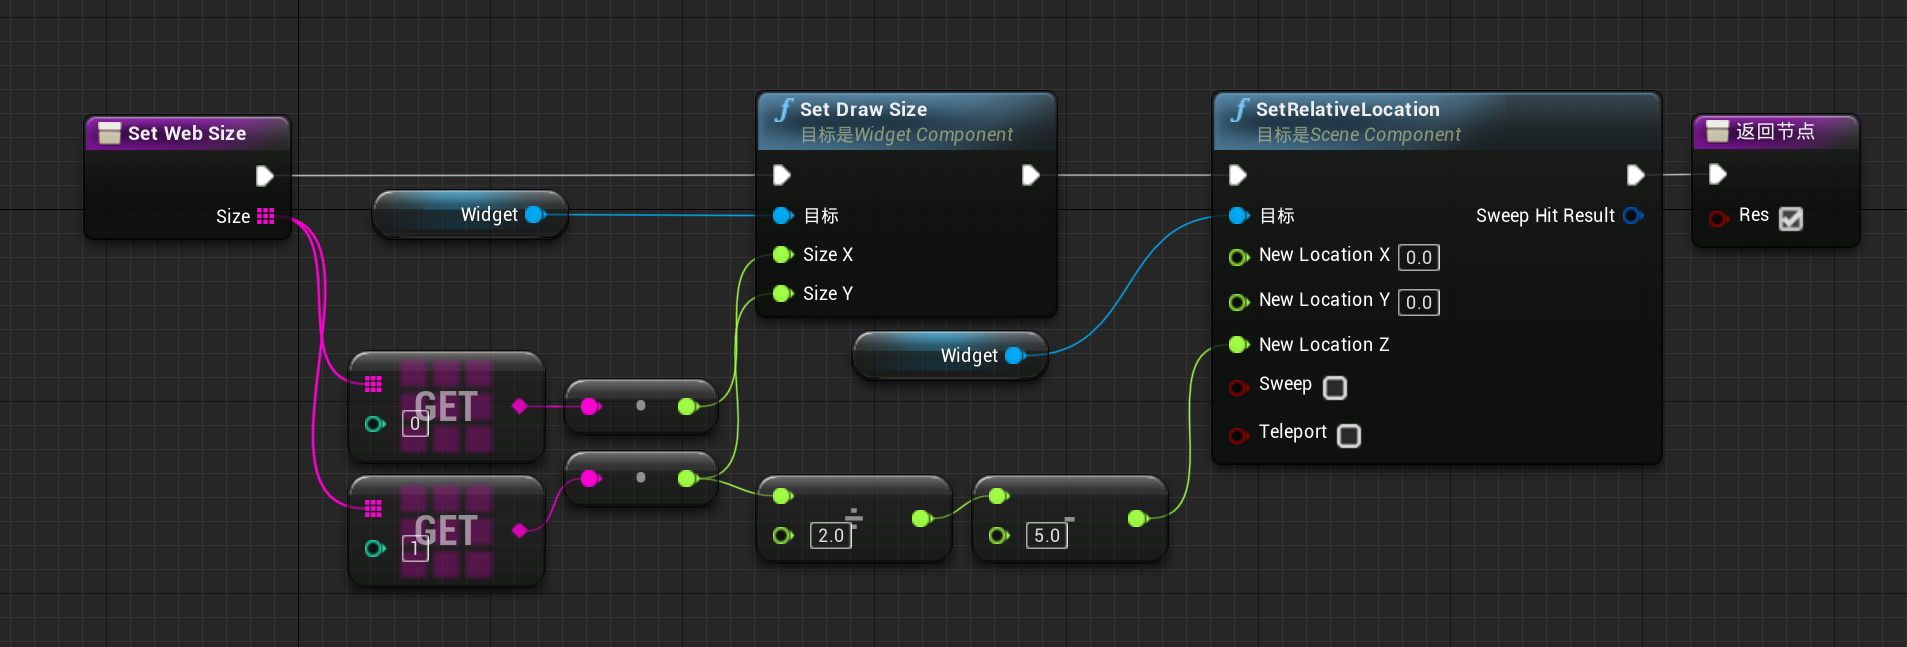 Set Web Size
Size
Widget
Set Draw Size
目标是Widget Component
目标
Size X
Size Y
Widget
SetRelativeLocation
目标是Scene Component
目标
Sweep Hit Result
New Location X 0.0
New Location Y 0.0
New Location Z
Sweep
Teleport
返回节点
Res
GET
0
GET
1
÷
2.0
-
5.0